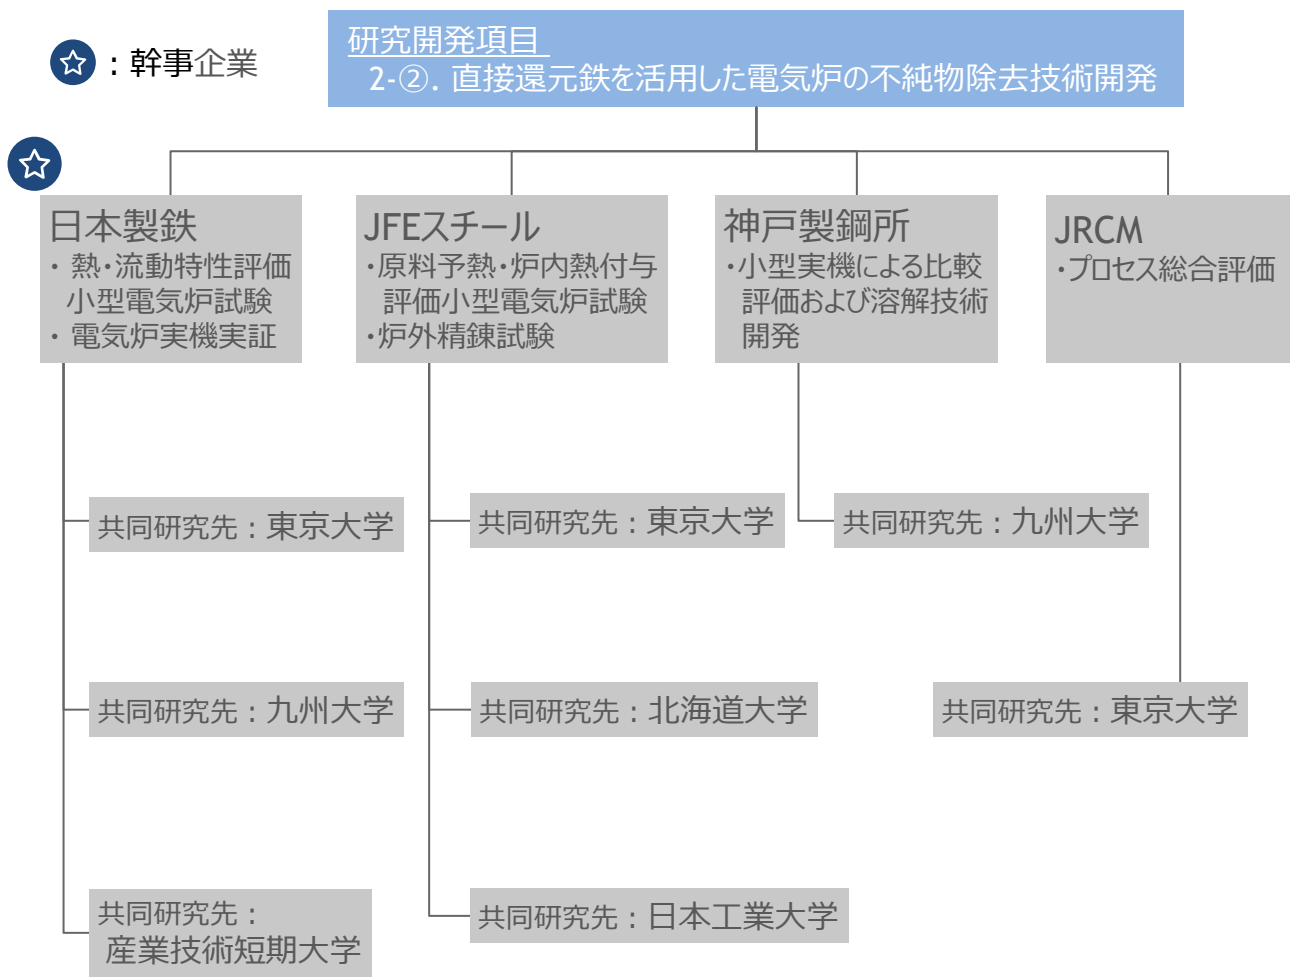 ：幹事企業
研究開発項目
2-②．直接還元鉄を活用した電気炉の不純物除去技術開発
日本製鉄
・ 熱・流動特性評価
小型電気炉試験
・ 電気炉実機実証
JFEスチール
・原料予熱・炉内熱付与
評価小型電気炉試験
・炉外精錬試験
神戸製鋼所
・小型実機による比較
評価および溶解技術
開発
JRCM
・プロセス総合評価
共同研究先：東京大学
共同研究先：東京大学
共同研究先：九州大学
共同研究先：九州大学
共同研究先：北海道大学
共同研究先：東京大学
共同研究先：
産業技術短期大学
共同研究先：日本工業大学